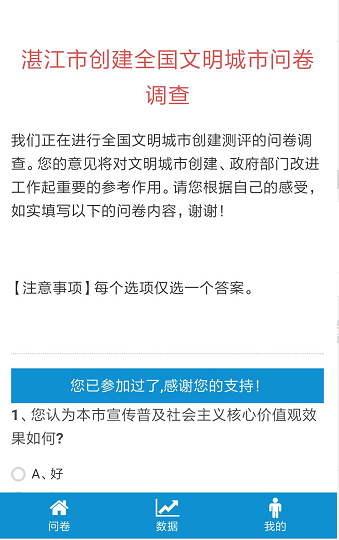 湛江市创建全国文明城市问卷
调查
我们正在进行全国文明城市创建测评的问卷调
查。您的意见将对文明城市创建、政府部门改进
工作起重要的参考作用。请您根据自己的感受，
如实填写以下的问卷内容，谢谢！
【注意事项】每个选项仅选一个答案。
您已参加过了,感谢您的支持！
1、您认为本市宣传普及社会主义核心价值观效
果如何?
A、好
问卷
数据
我的